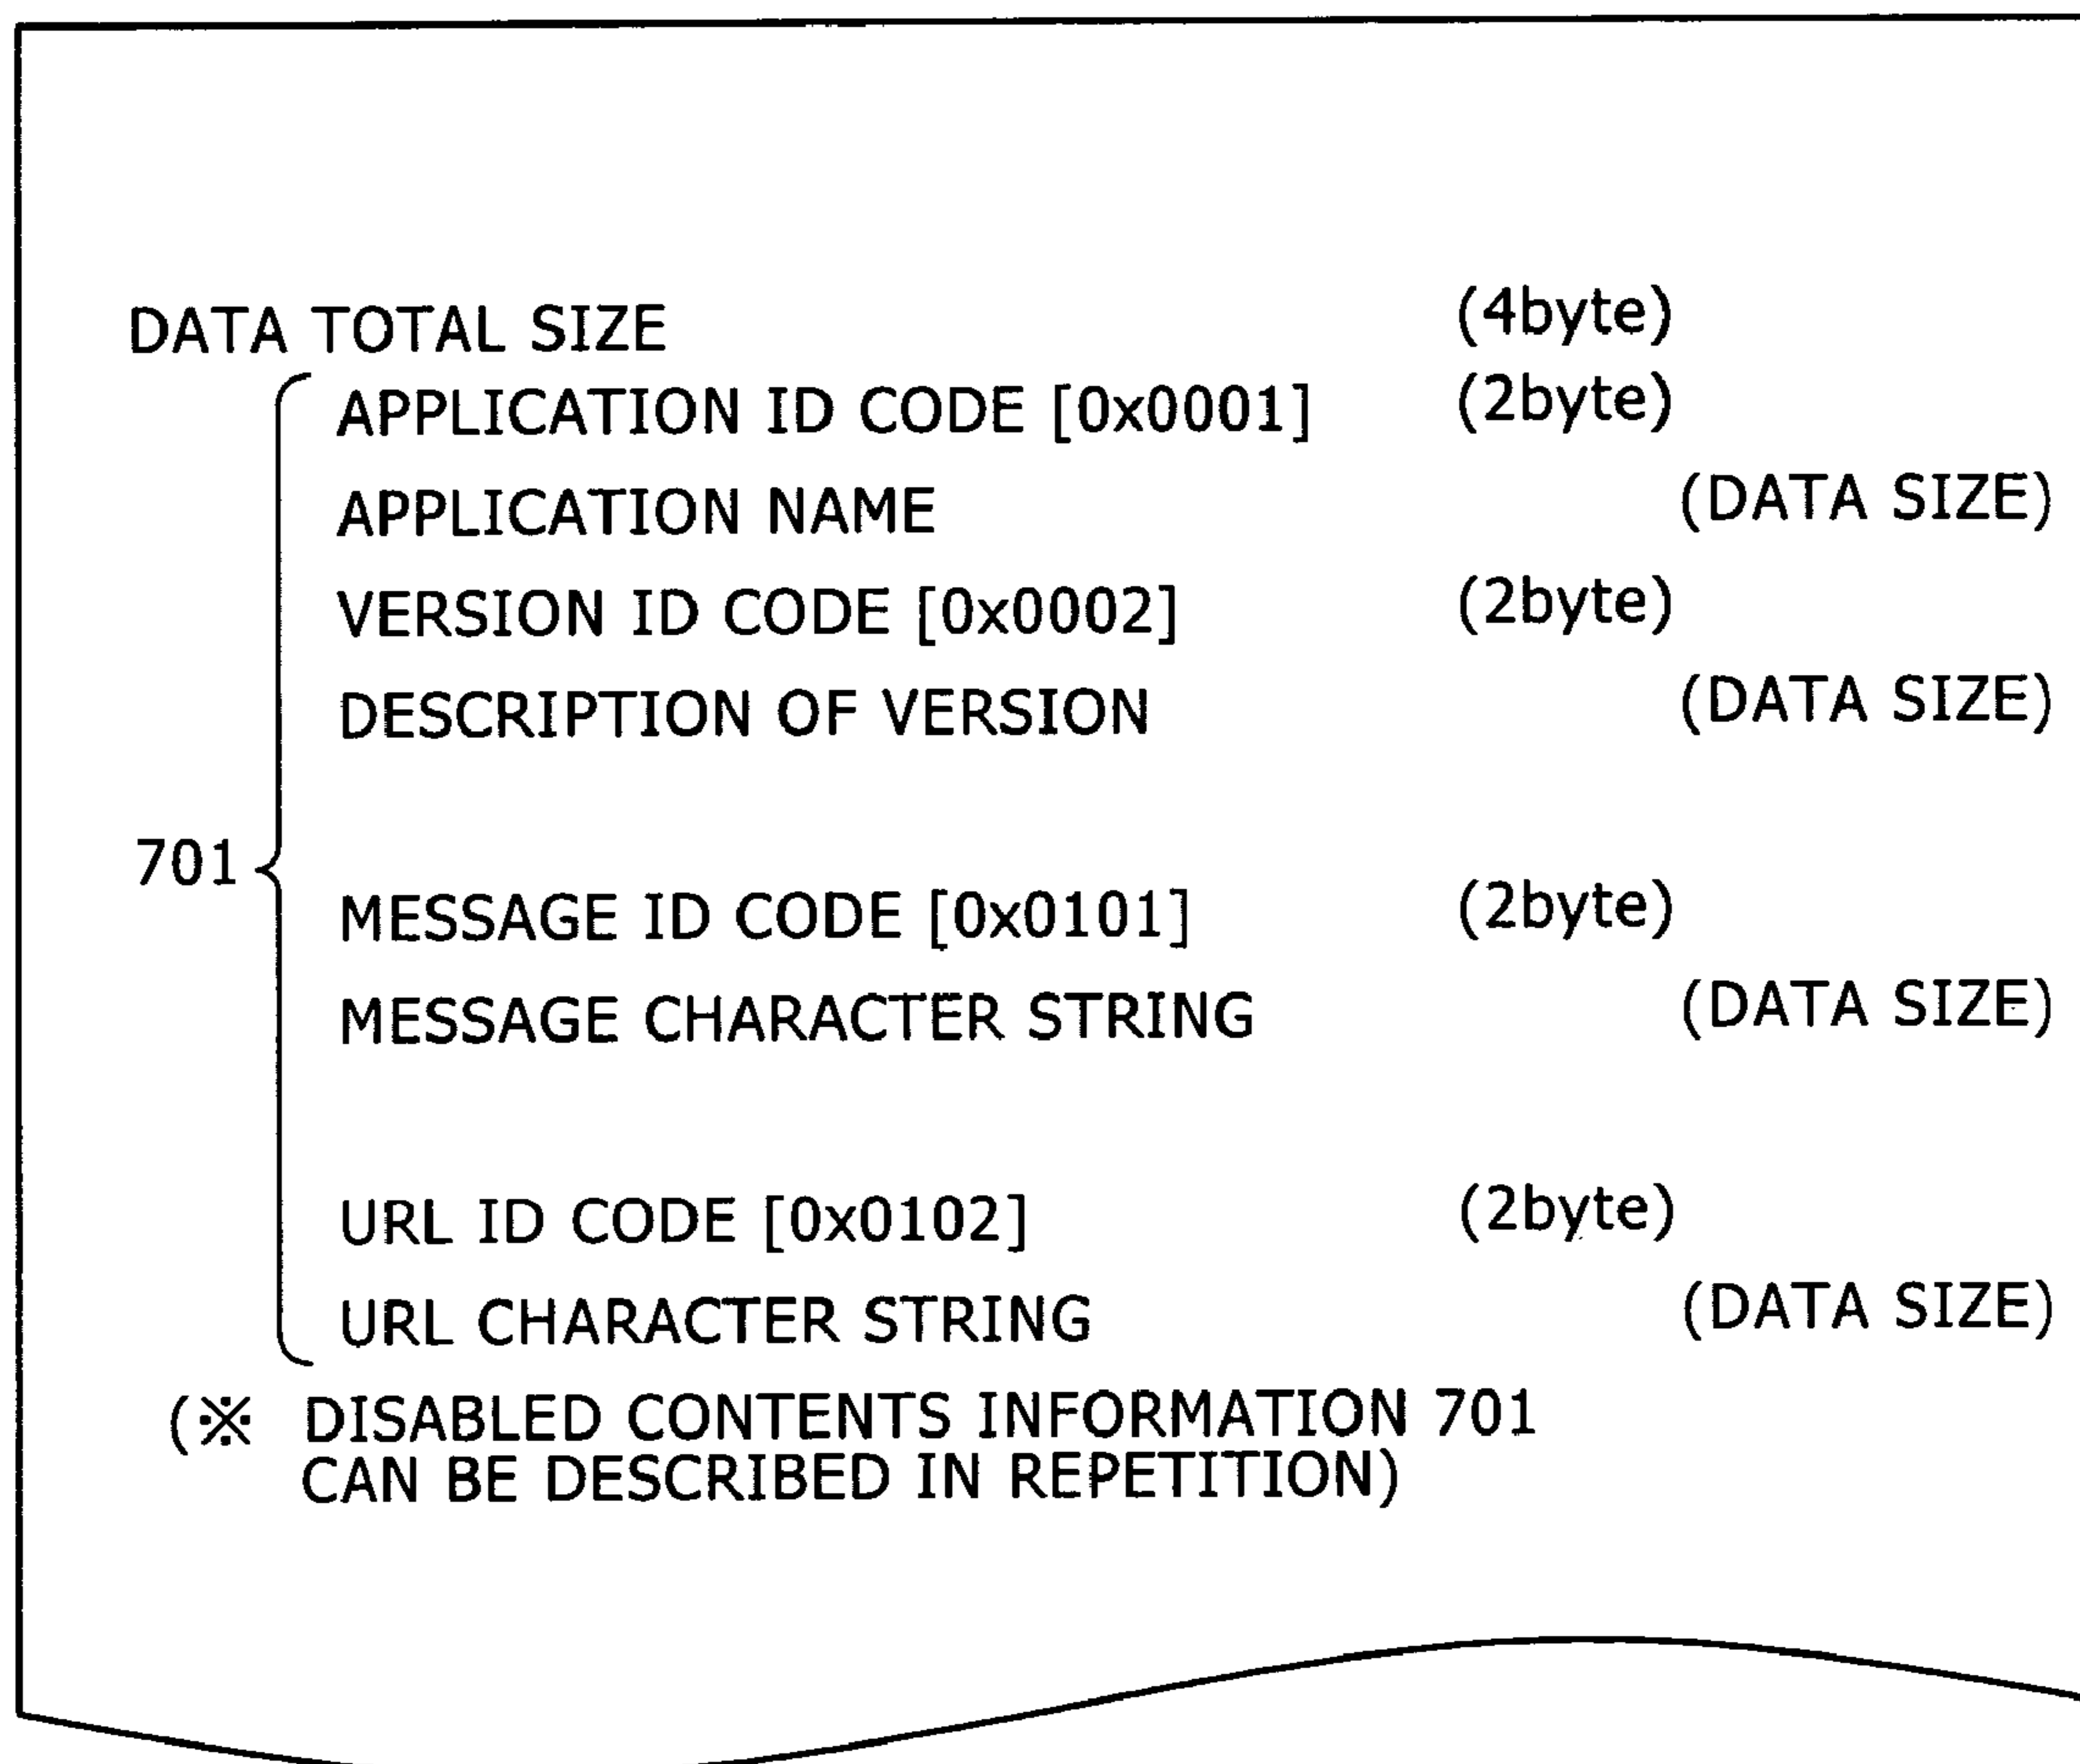 DATA TOTAL SIZE (4byte)
APPLICATION ID CODE [0x0001] (2byte)
APPLICATION NAME (DATA SIZE)
VERSION ID CODE [0x0002] (2byte)
DESCRIPTION OF VERSION (DATA SIZE)
701
MESSAGE ID CODE [0x0101] (2byte)
MESSAGE CHARACTER STRING (DATA SIZE)
URL ID CODE [0x0102] (2byte)
URL CHARACTER STRING (DATA SIZE)
(※ DISABLED CONTENTS INFORMATION 701
CAN BE DESCRIBED IN REPETITION)